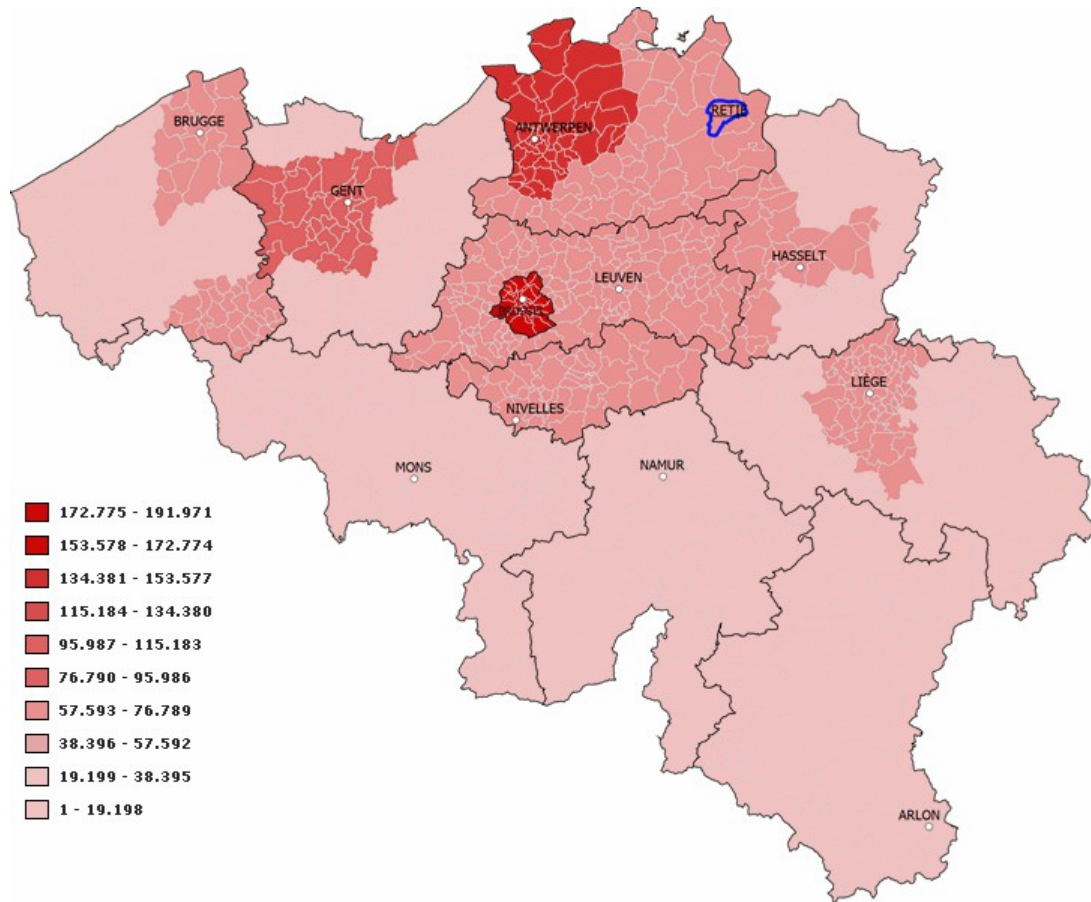 BRUGGE
ANTWERPEN
RETIE
GENT
HASSELT
LEUVEN
LIÈGE
NIVELLES
MONS
NAMUR
ARLON
172.775 - 191.971
153.578 - 172.774
134.381 - 153.577
115.184 - 134.380
95.987 - 115.183
76.790 - 95.986
57.593 - 76.789
38.396 - 57.592
19.199 - 38.395
1 - 19.198